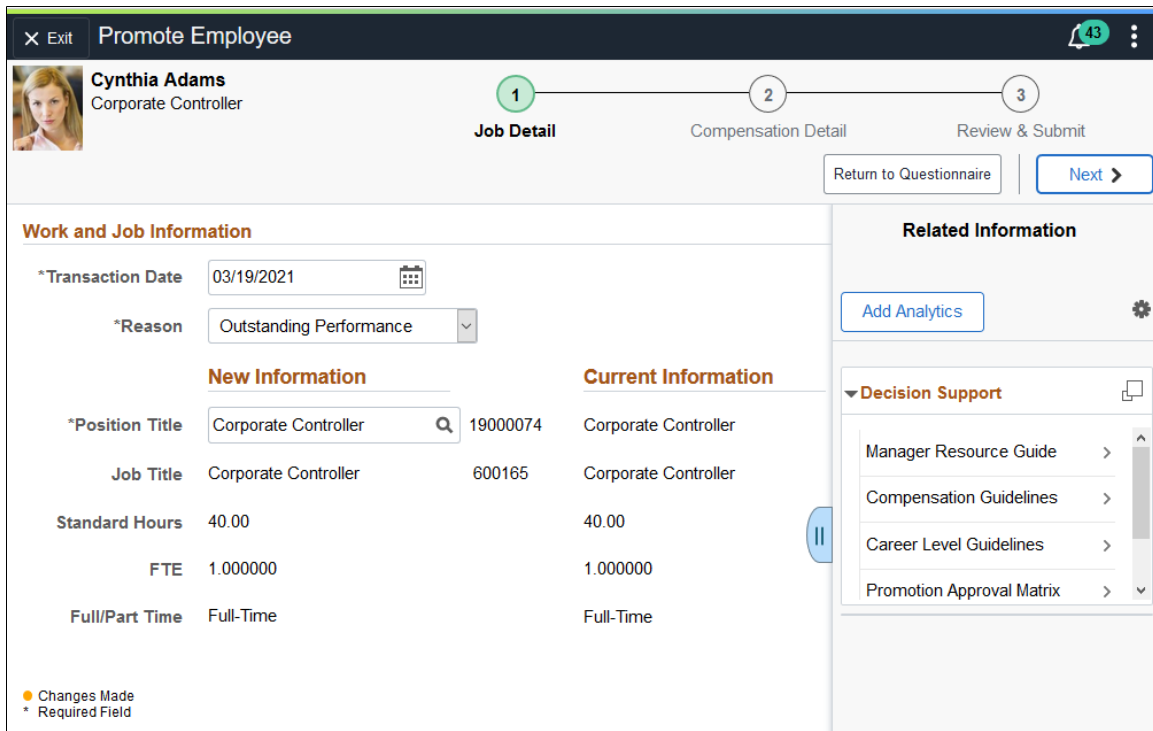 Exit Promote Employee 43
Cynthia Adams
Corporate Controller
1 2 3
Job Detail Compensation Detail Review & Submit
Return to Questionnaire Next
Work and Job Information
*Transaction Date 03/19/2021
*Reason Outstanding Performance
New Information Current Information
*Position Title Corporate Controller 19000074 Corporate Controller
Job Title Corporate Controller 600165 Corporate Controller
Standard Hours 40.00 40.00
FTE 1.000000 1.000000
Full/Part Time Full-Time Full-Time
Changes Made
* Required Field
Related Information
Add Analytics
Decision Support
Manager Resource Guide
Compensation Guidelines
Career Level Guidelines
Promotion Approval Matrix